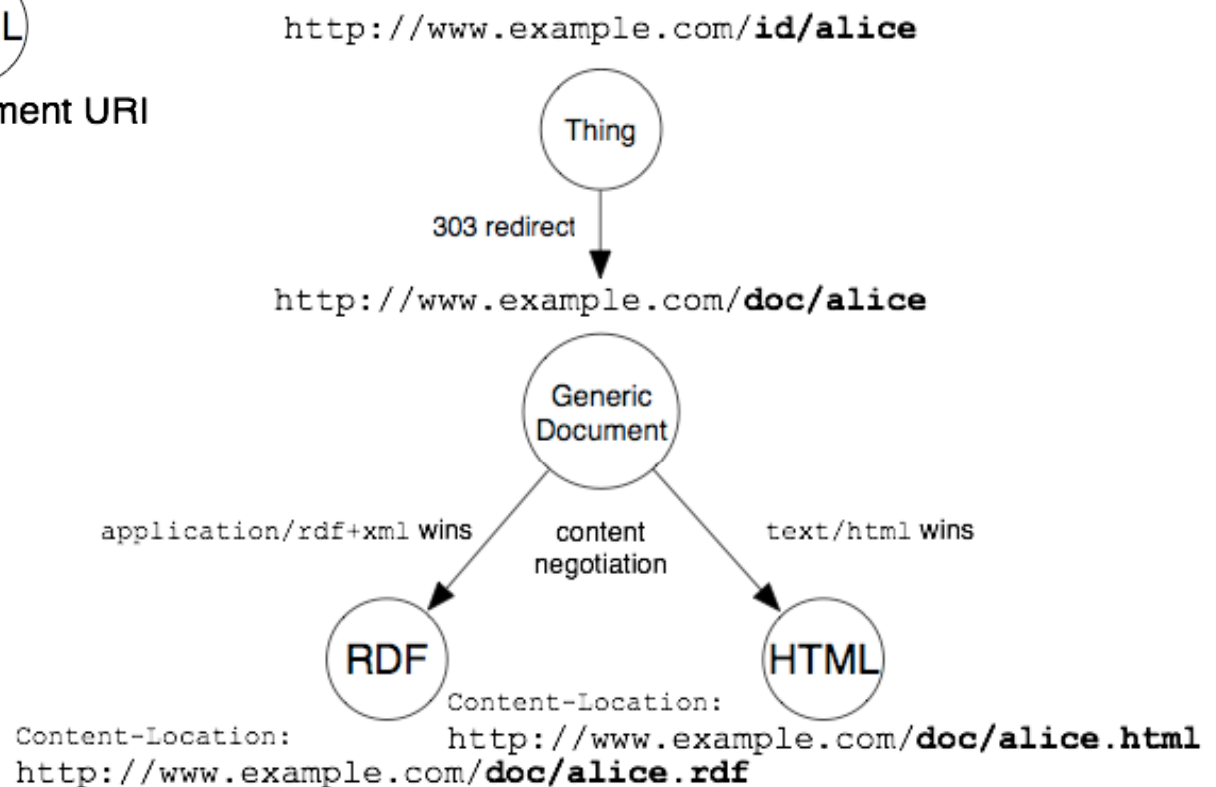 L
ment URI
http://www.example.com/id/alice
Thing
303 redirect
http://www.example.com/doc/alice
Generic
Document
application/rdf+xml wins
content
negotiation
text/html wins
RDF
HTML
Content-Location:
http://www.example.com/doc/alice.html
Content-Location:
http://www.example.com/doc/alice.rdf